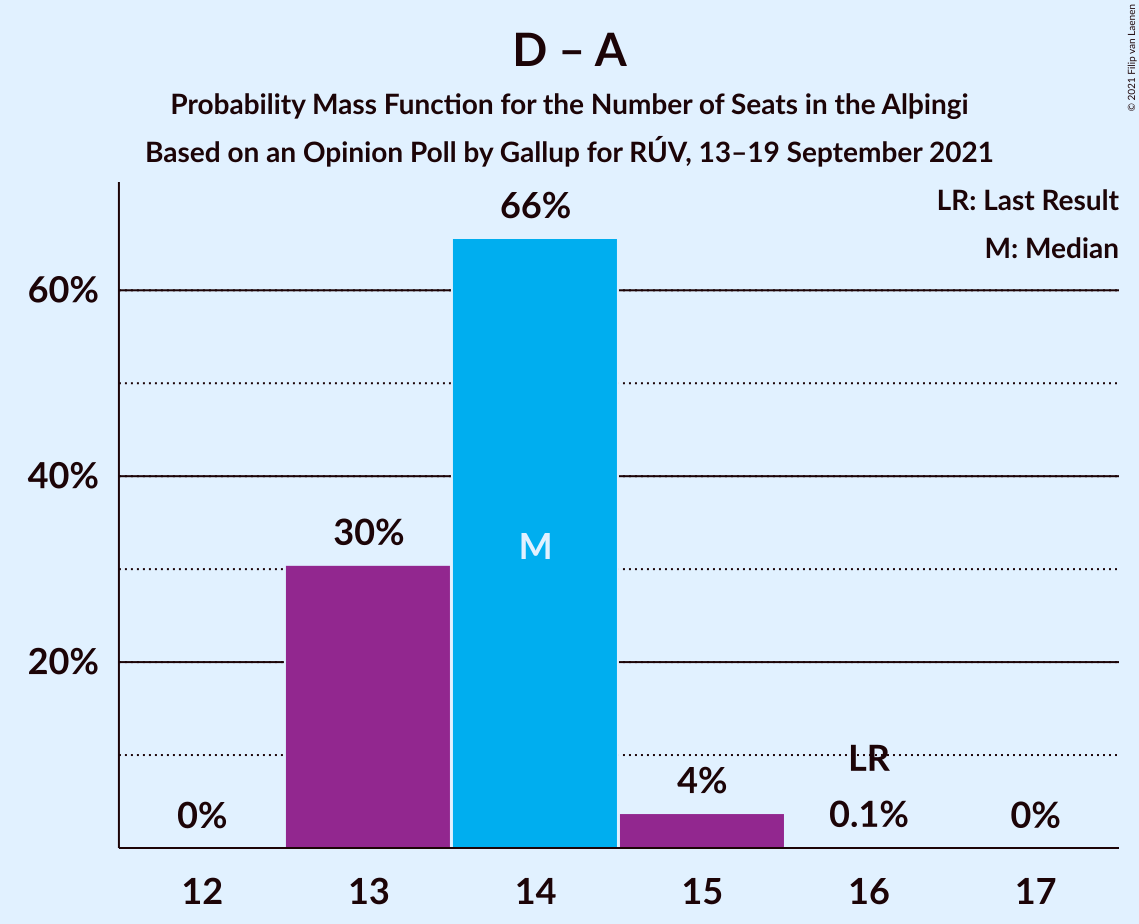 D – A
Probability Mass Function for the Number of Seats in the Alþingi
Based on an Opinion Poll by Gallup for RÚV, 13–19 September 2021
© 2021 Filip van Laenen
LR: Last Result
M: Median
66%
60%
40%
30%
M
20%
LR
4%
0%
0.1%
0%
12
13
14
15
16
17